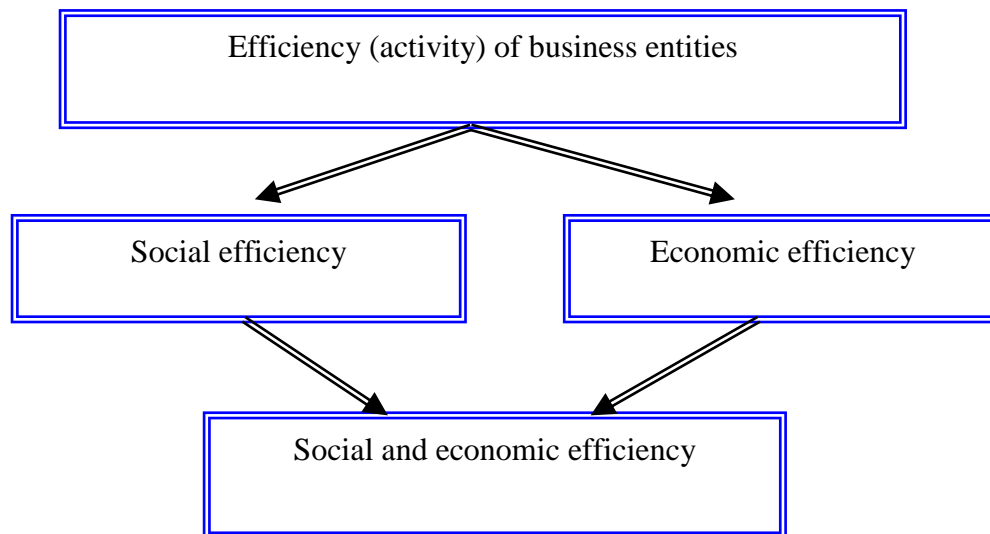 Efficiency (activity) of business entities
Social efficiency
Economic efficiency
Social and economic efficiency